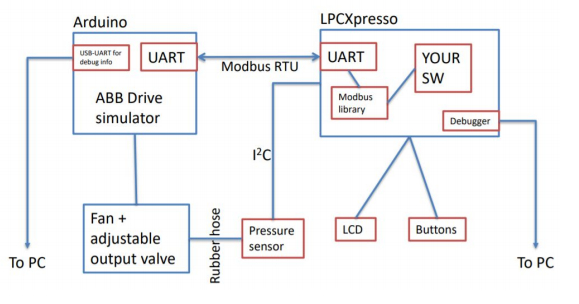 Arduino
LPCXpresso
USB-UART for
debug info
UART
Modbus RTU
UART
YOUR
SW
Modbus
library
ABB Drive
simulator
Debugger
I²C
Fan +
adjustable
output valve
Rubber hose
Pressure
sensor
LCD
Buttons
To PC
To PC